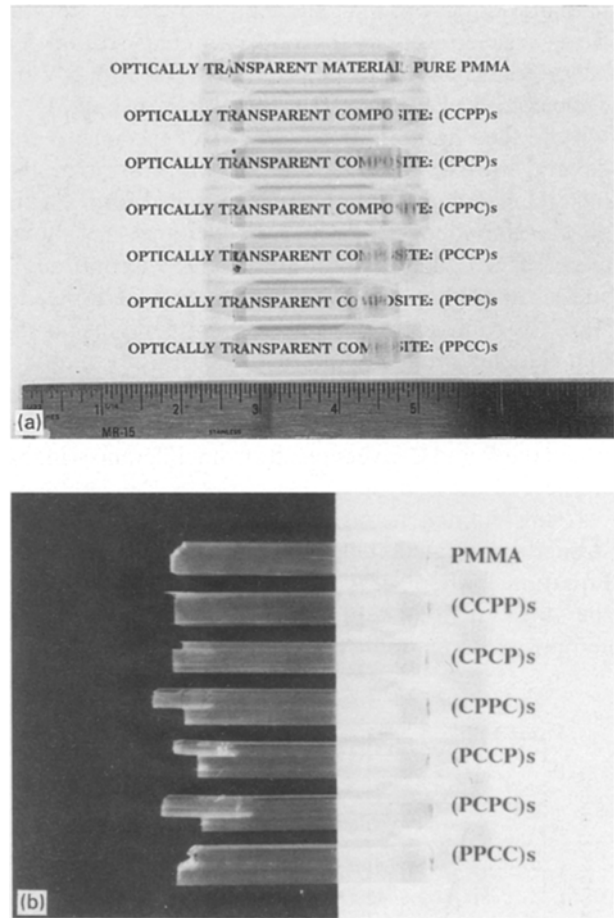 OPTICALLY TRANSPARENT MATERIAL PURE PMMA
OPTICALLY TRANSPARENT COMPOSITE: (CCPP)s
OPTICALLY TRANSPARENT COMPOSITE: (CPCP)s
OPTICALLY TRANSPARENT COMPOSITE: (CPPC)s
OPTICALLY TRANSPARENT COMPOSITE: (PCCP)s
OPTICALLY TRANSPARENT COMPOSITE: (PCPC)s
OPTICALLY TRANSPARENT COMPOSITE: (PPCC)s
1 2 3 4 5
(a)
MR-15 STAINLESS
PMMA
(CCPP)s
(CPCP)s
(CPPC)s
(PCCP)s
(PCPC)s
(PPCC)s
(b)